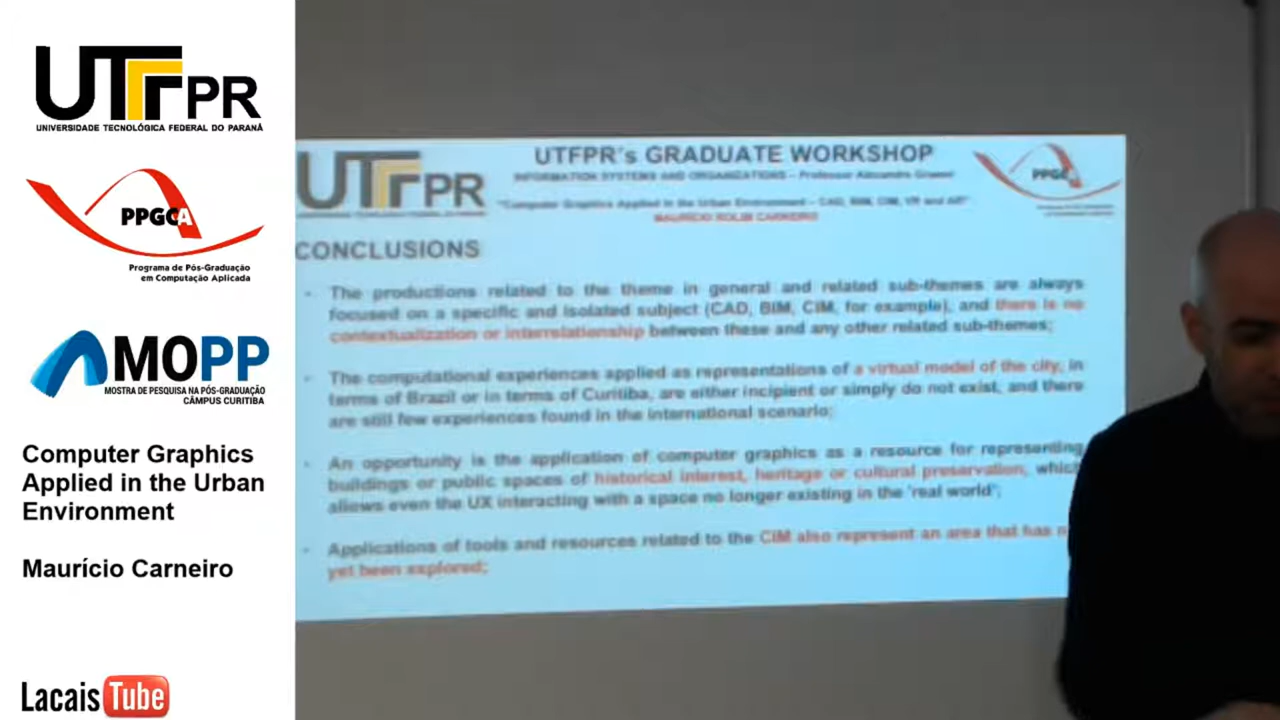 UTFPR
UNIVERSIDADE TECNOLÓGICA FEDERAL DO PARANÁ
PPGCA
Programa de Pós-Graduação
em Computação Aplicada
MOPP
MOSTRA DE PESQUISA NA PÓS-GRADUAÇÃO
CÂMPUS CURITIBA
Computer Graphics
Applied in the Urban
Environment
Maurício Carneiro
LacaisTube
UTFPR
UTFPR's GRADUATE WORKSHOP
INFORMATION SYSTEMS AND ORGANIZATIONS - Professor Alexandre
"Computer Graphics Applied in the Urban Environment - CAD, BIM, CIM, VR and AR"
MAURÍCIO ROLIM CARNEIRO
PPGC
CONCLUSIONS
- The productions related to the theme in general and related sub-themes are always
focused on a specific and isolated subject (CAD, BIM, CIM, for example), and there is no
contextualization or interrelationship between these and any other related sub-themes;
- The computational experiences applied as representations of a virtual model of the city, in
terms of Brazil or in terms of Curitiba, are either incipient or simply do not exist, and there
are still few experiences found in the international scenario;
- An opportunity is the application of computer graphics as a resource for representing
buildings or public spaces of historical interest, heritage or cultural preservation, which
allows even the UX interacting with a space no longer existing in the 'real world';
- Applications of tools and resources related to the CIM also represent an area that has n
yet been explored;